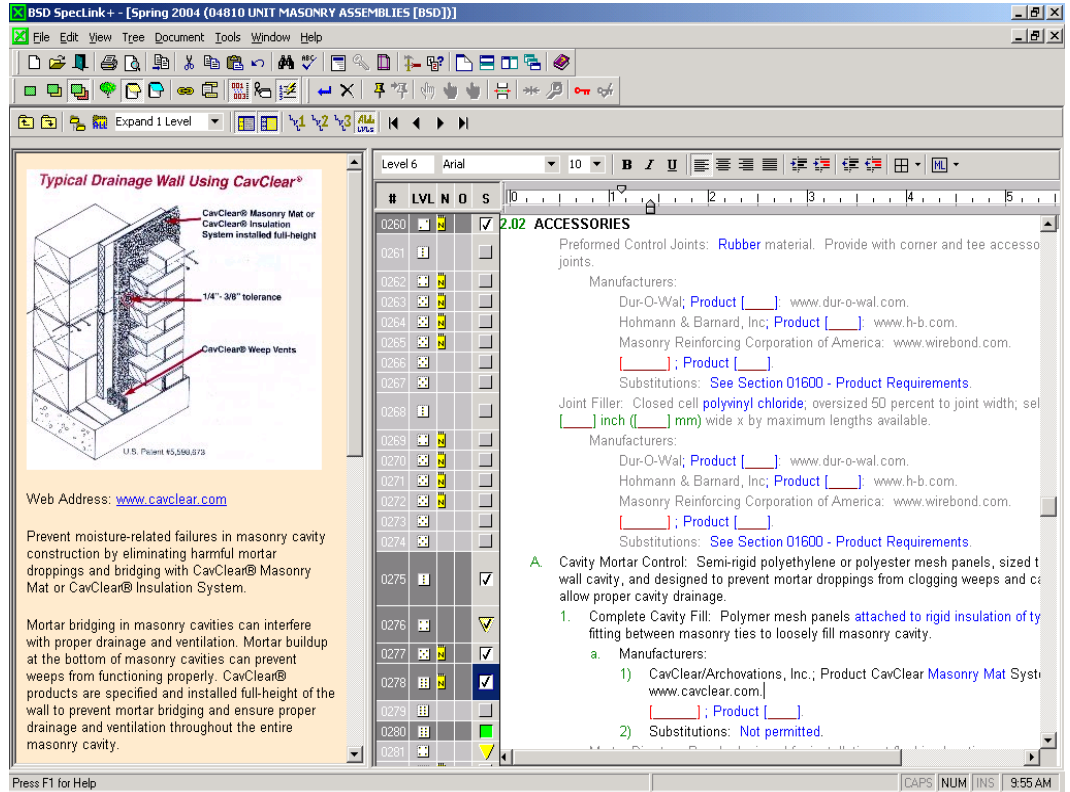 BSD SpecLink+ - [Spring 2004 (04810 UNIT MASONRY ASSEMBLIES [BSD])]
File Edit View Tree Document Tools Window Help
Expand 1 Level
1 2 3 ALL LVLs
Level 6 Arial 10 B I U ML
# LVL N O S
0 1 2 3 4 5
Typical Drainage Wall Using CavClear®
CavClear® Masonry Mat or
CavClear® Insulation
System installed full-height
1/4"- 3/8" tolerance
CavClear® Weep Vents
U.S. Patent #5,598,673
Web Address: www.cavclear.com
Prevent moisture-related failures in masonry cavity
construction by eliminating harmful mortar
droppings and bridging with CavClear® Masonry
Mat or CavClear® Insulation System.
Mortar bridging in masonry cavities can interfere
with proper drainage and ventilation. Mortar buildup
at the bottom of masonry cavities can prevent
weeps from functioning properly. CavClear®
products are specified and installed full-height of the
wall to prevent mortar bridging and ensure proper
drainage and ventilation throughout the entire
masonry cavity.
0260 N 2.02 ACCESSORIES
0261 Preformed Control Joints: Rubber material. Provide with corner and tee accesso
joints.
0262 N Manufacturers:
0263 N Dur-O-Wal; Product [____]: www.dur-o-wal.com.
0264 N Hohmann & Barnard, Inc; Product [____]: www.h-b.com.
0265 N Masonry Reinforcing Corporation of America: www.wirebond.com.
0266 [______] ; Product [____].
0267 Substitutions: See Section 01600 - Product Requirements.
0268 Joint Filler: Closed cell polyvinyl chloride; oversized 50 percent to joint width; sel
[____] inch ([____] mm) wide x by maximum lengths available.
0269 N Manufacturers:
0270 N Dur-O-Wal; Product [____]: www.dur-o-wal.com.
0271 N Hohmann & Barnard, Inc; Product [____]: www.h-b.com.
0272 N Masonry Reinforcing Corporation of America: www.wirebond.com.
0273 [______] ; Product [____].
0274 Substitutions: See Section 01600 - Product Requirements.
0275 A. Cavity Mortar Control: Semi-rigid polyethylene or polyester mesh panels, sized t
wall cavity, and designed to prevent mortar droppings from clogging weeps and ca
allow proper cavity drainage.
0276 1. Complete Cavity Fill: Polymer mesh panels attached to rigid insulation of ty
fitting between masonry ties to loosely fill masonry cavity.
0277 N a. Manufacturers:
0278 N 1) CavClear/Archovations, Inc.; Product CavClear Masonry Mat Syst
www.cavclear.com.
0279 [______] ; Product [____].
0280 2) Substitutions: Not permitted.
0281
Press F1 for Help
CAPS NUM INS 9:55 AM